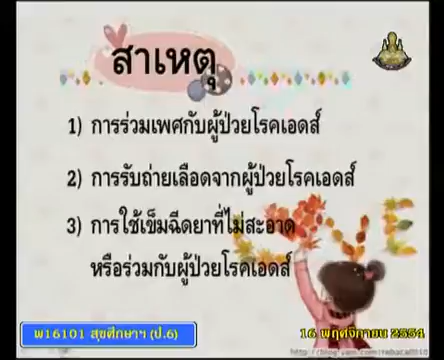 สาเหตุ
1) การร่วมเพศกับผู้ป่วยโรคเอดส์
2) การรับถ่ายเลือดจากผู้ป่วยโรคเอดส์
3) การใช้เข็มฉีดยาที่ไม่สะอาด
หรือร่วมกับผู้ป่วยโรคเอดส์
พ16101 สุขศึกษาฯ (ป.6)
16 พฤศจิกายน 2554